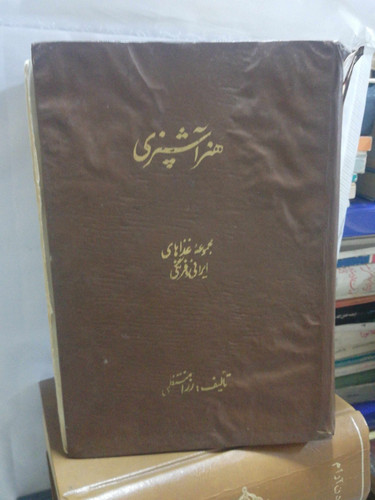 هنر آشپزی
مجموعهٔ غذاهای
ایرانی و فرنگی
تألیف: رزا منتظمی